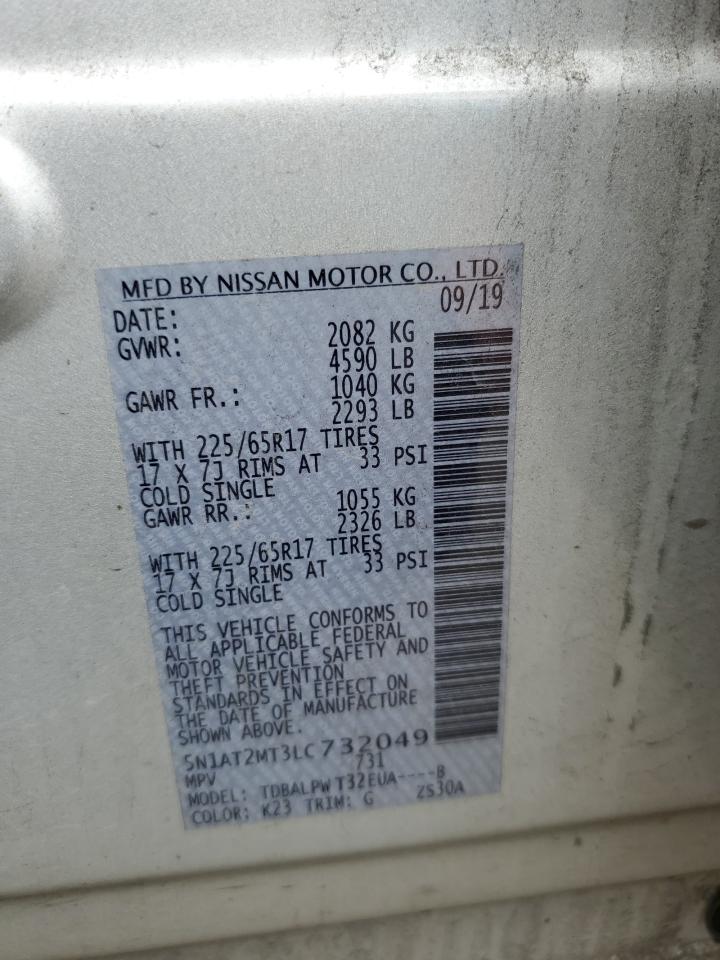 MFD BY NISSAN MOTOR CO., LTD.
DATE: 09/19
GVWR: 2082 KG
4590 LB
GAWR FR.: 1040 KG
2293 LB
WITH 225/65R17 TIRES
17 X 7J RIMS AT 33 PSI
COLD SINGLE
GAWR RR.: 1055 KG
2326 LB
WITH 225/65R17 TIRES
17 X 7J RIMS AT 33 PSI
COLD SINGLE
THIS VEHICLE CONFORMS TO
ALL APPLICABLE FEDERAL
MOTOR VEHICLE SAFETY AND
THEFT PREVENTION
STANDARDS IN EFFECT ON
THE DATE OF MANUFACTURE
SHOWN ABOVE.
5N1AT2MT3LC732049
MPV 731
MODEL: TDBALPWT32EUA----B
COLOR: K23 TRIM: G ZS30A